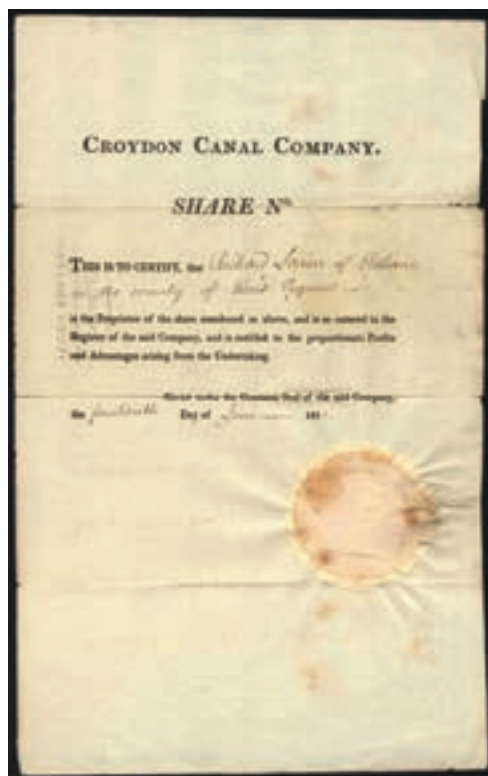 CROYDON CANAL COMPANY.
SHARE No.
THIS IS TO CERTIFY, that Richard of
in the county of Esquire
is the Proprietor of the share numbered as above, and is so entered in the
Register of the said Company, and is entitled to the proportionate Profits
and Advantages arising from the Undertaking.
Given under the Common Seal of the said Company,
the Day of 180